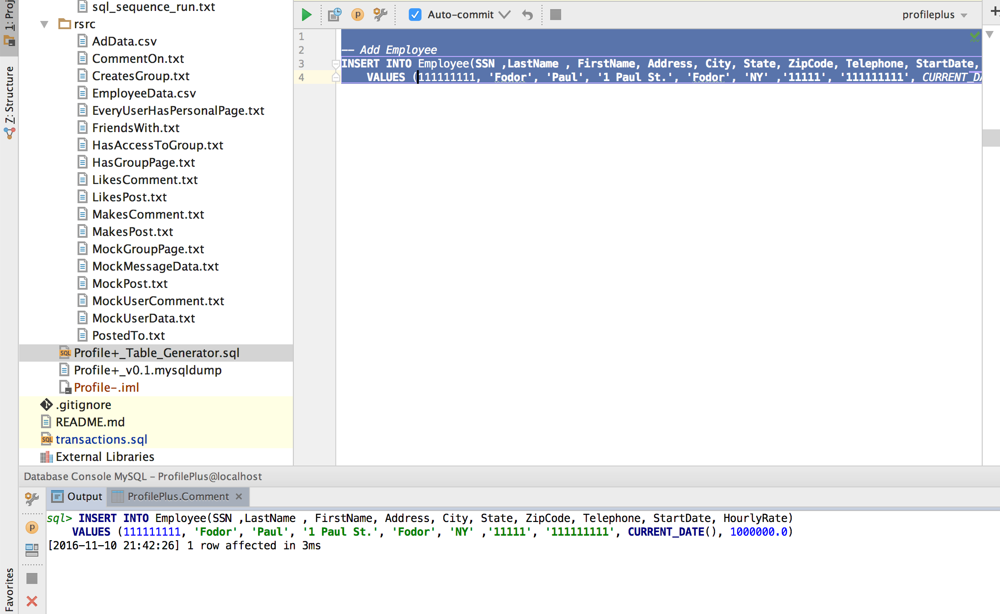 1: Proj
Z: Structure
Favorites
sql_sequence_run.txt
rsrc
AdData.csv
CommentOn.txt
CreatesGroup.txt
EmployeeData.csv
EveryUserHasPersonalPage.txt
FriendsWith.txt
HasAccessToGroup.txt
HasGroupPage.txt
LikesComment.txt
LikesPost.txt
MakesComment.txt
MakesPost.txt
MockGroupPage.txt
MockMessageData.txt
MockPost.txt
MockUserComment.txt
MockUserData.txt
PostedTo.txt
SQL Profile+_Table_Generator.sql
Profile+_v0.1.mysqldump
Profile-.iml
.gitignore
README.md
SQL transactions.sql
External Libraries
p Auto-commit profileplus
1
2 -- Add Employee
3 INSERT INTO Employee(SSN ,LastName , FirstName, Address, City, State, ZipCode, Telephone, StartDate,
4 VALUES (111111111, 'Fodor', 'Paul', '1 Paul St.', 'Fodor', 'NY' ,'11111', '111111111', CURRENT_DA
Database Console MySQL - ProfilePlus@localhost
Output ProfilePlus.Comment
p
sql> INSERT INTO Employee(SSN ,LastName , FirstName, Address, City, State, ZipCode, Telephone, StartDate, HourlyRate)
VALUES (111111111, 'Fodor', 'Paul', '1 Paul St.', 'Fodor', 'NY' ,'11111', '111111111', CURRENT_DATE(), 1000000.0)
[2016-11-10 21:42:26] 1 row affected in 3ms